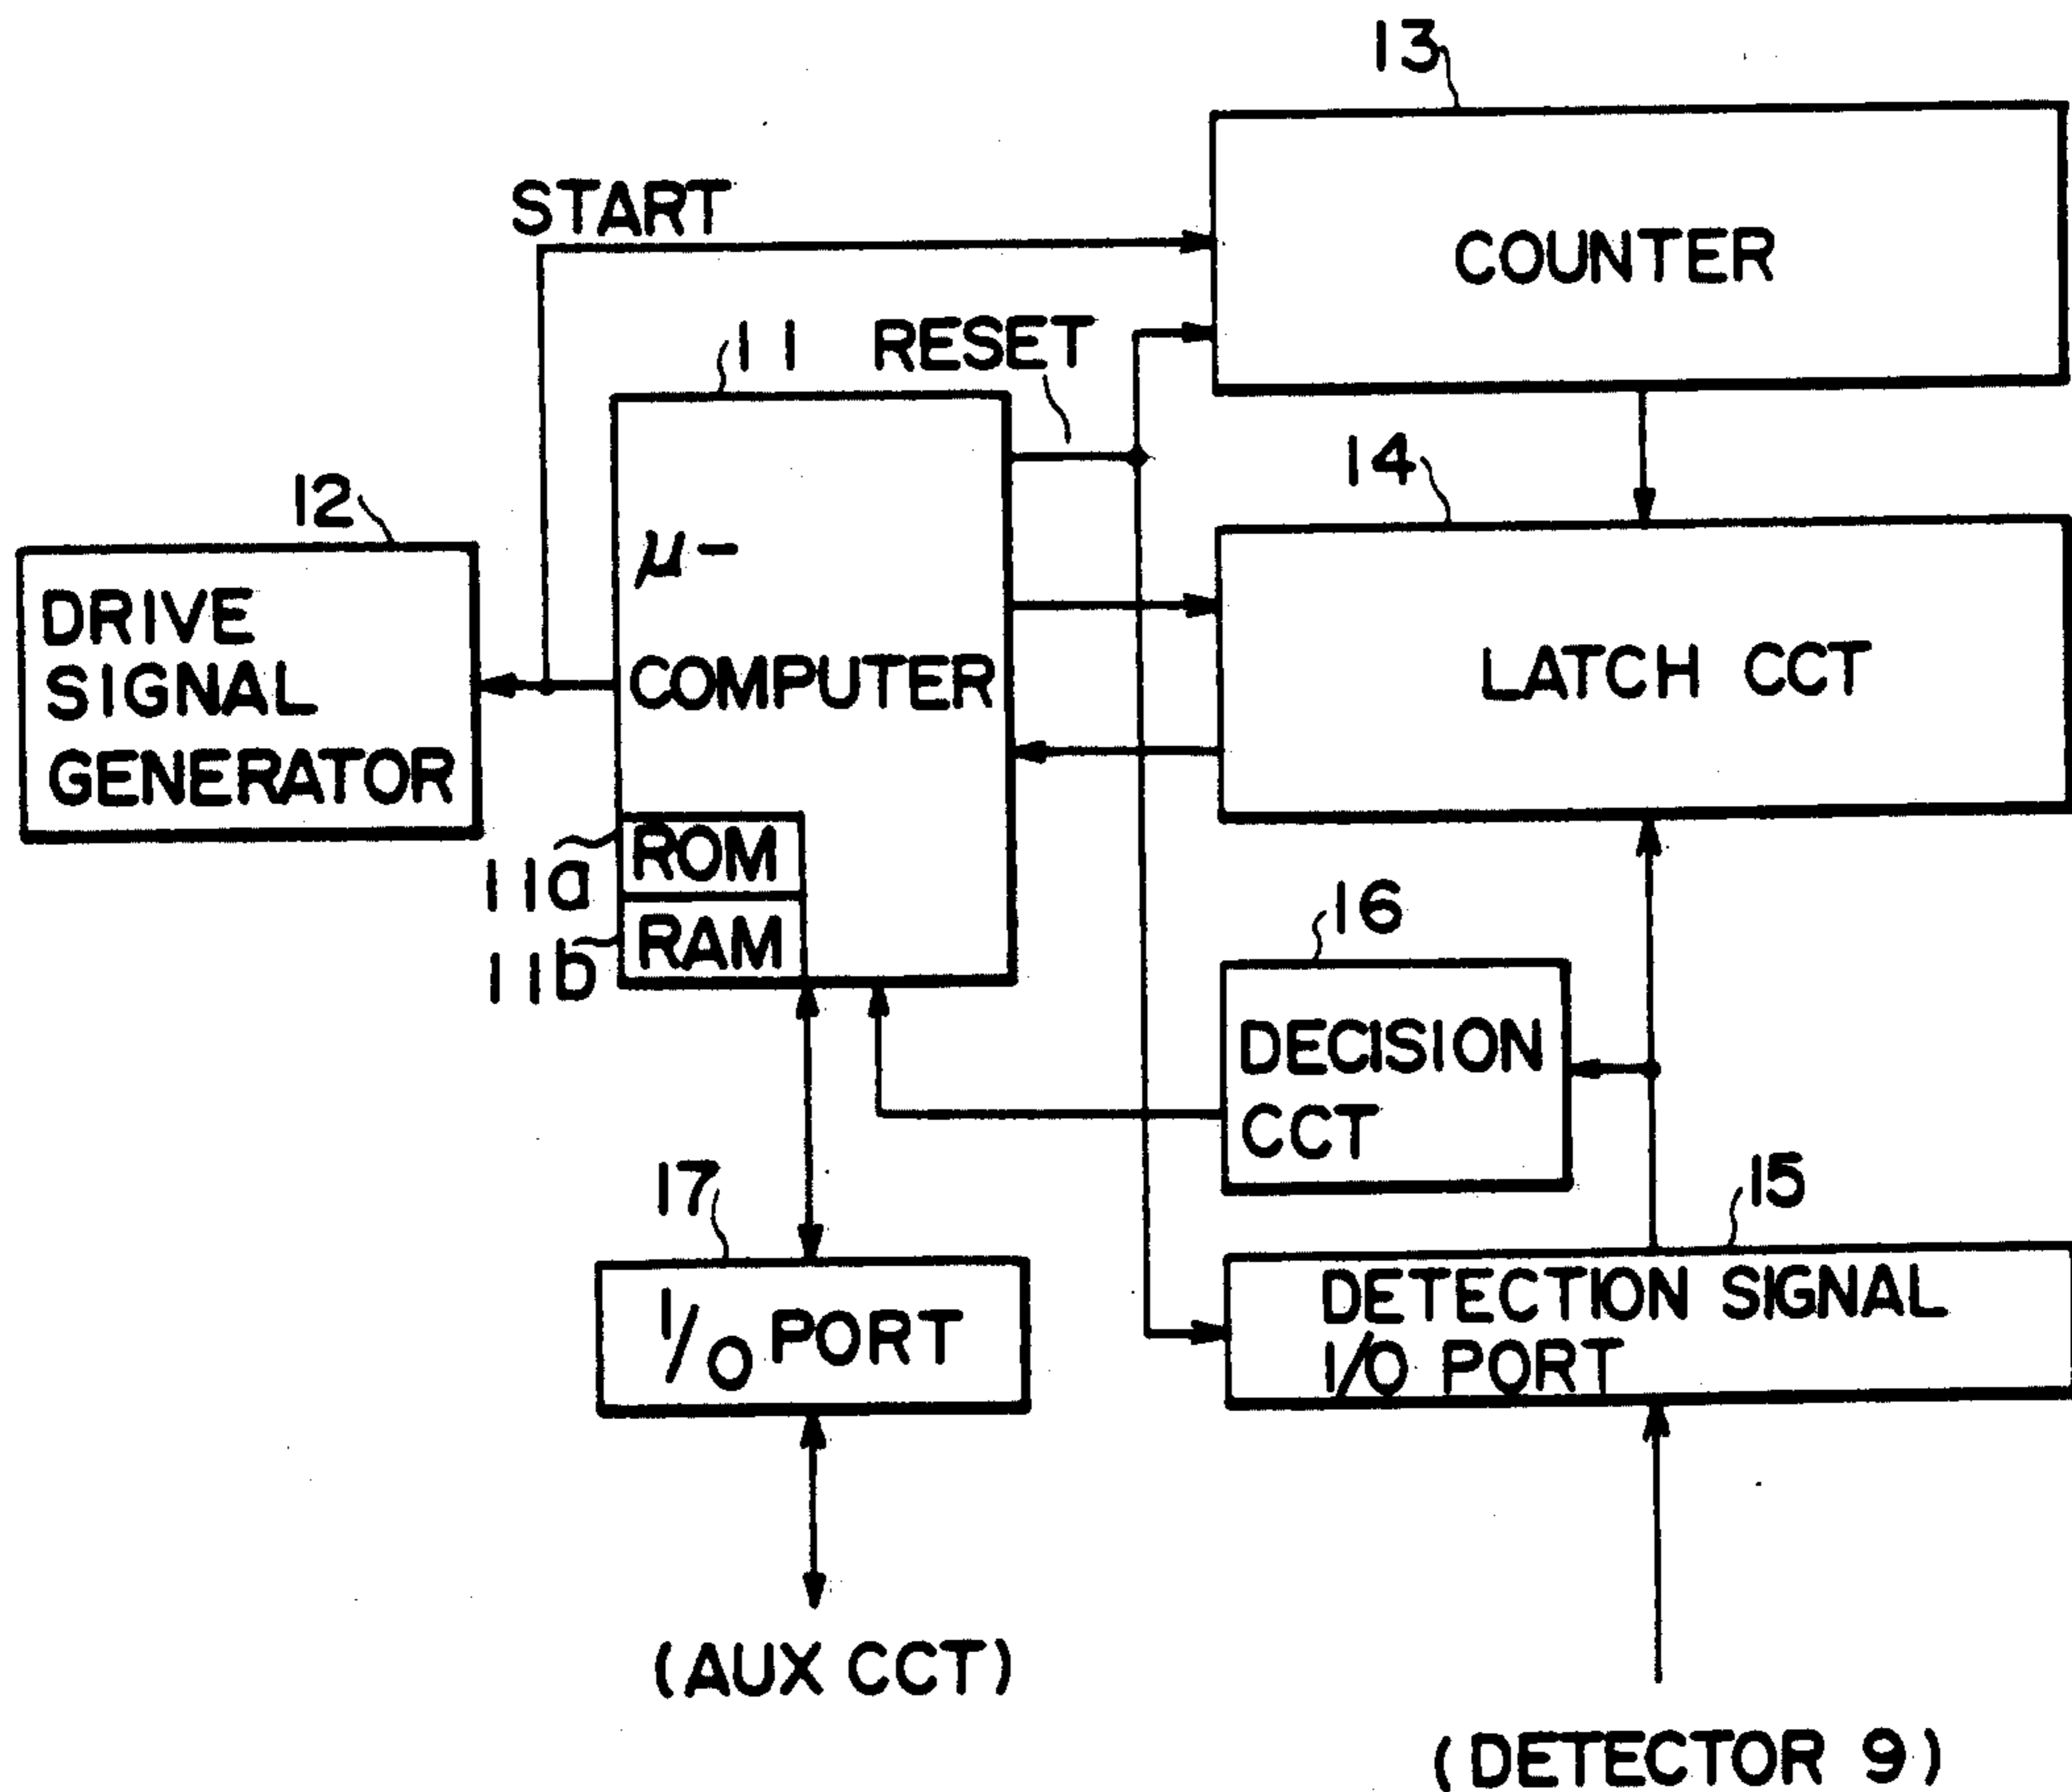 13
START
COUNTER
11 RESET
14
12
μ-
COMPUTER
DRIVE
SIGNAL
GENERATOR
LATCH CCT
ROM
11a
RAM
11b
16
DECISION
CCT
17
15
I/O PORT
DETECTION SIGNAL
I/O PORT
(AUX CCT)
(DETECTOR 9)